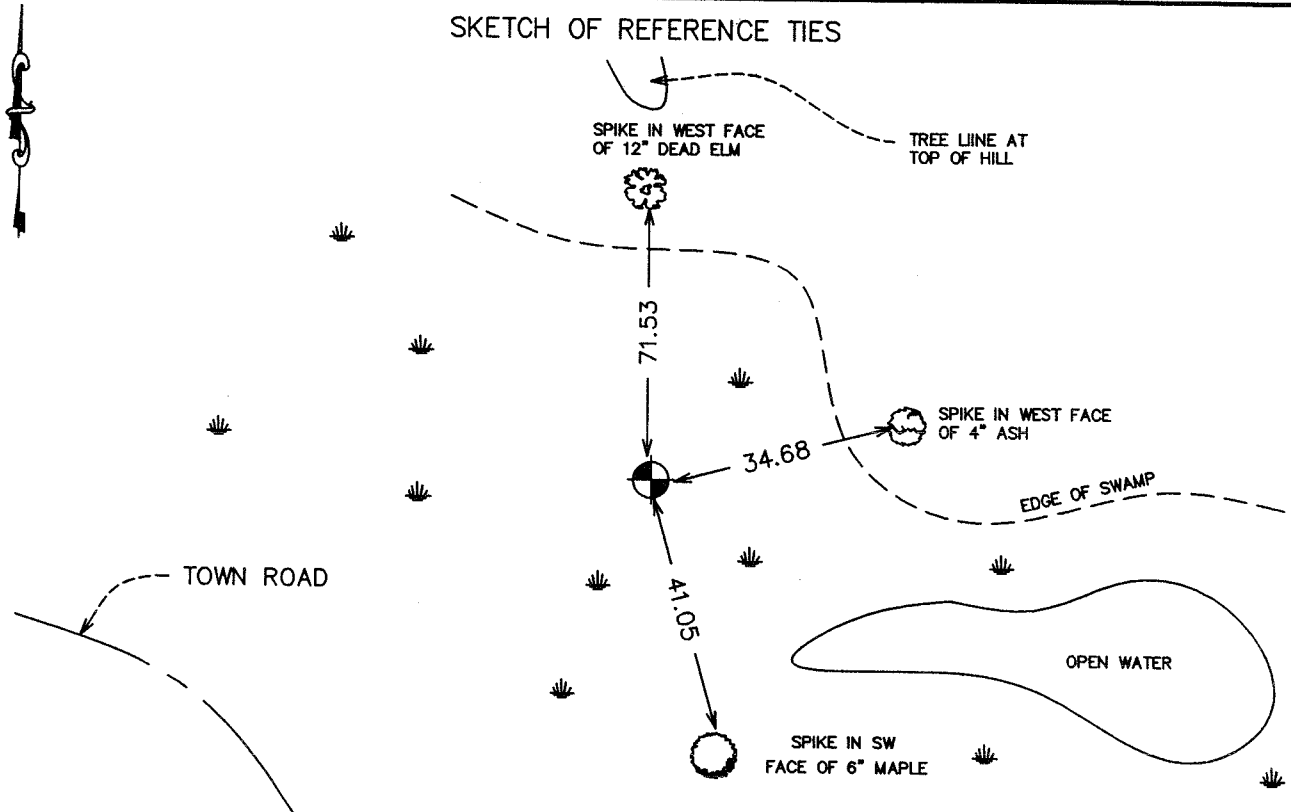 SKETCH OF REFERENCE TIES
SPIKE IN WEST FACE
OF 12" DEAD ELM
TREE LIINE AT
TOP OF HILL
71.53
SPIKE IN WEST FACE
OF 4" ASH
34.68
EDGE OF SWAMP
TOWN ROAD
41.05
OPEN WATER
SPIKE IN SW
FACE OF 6" MAPLE